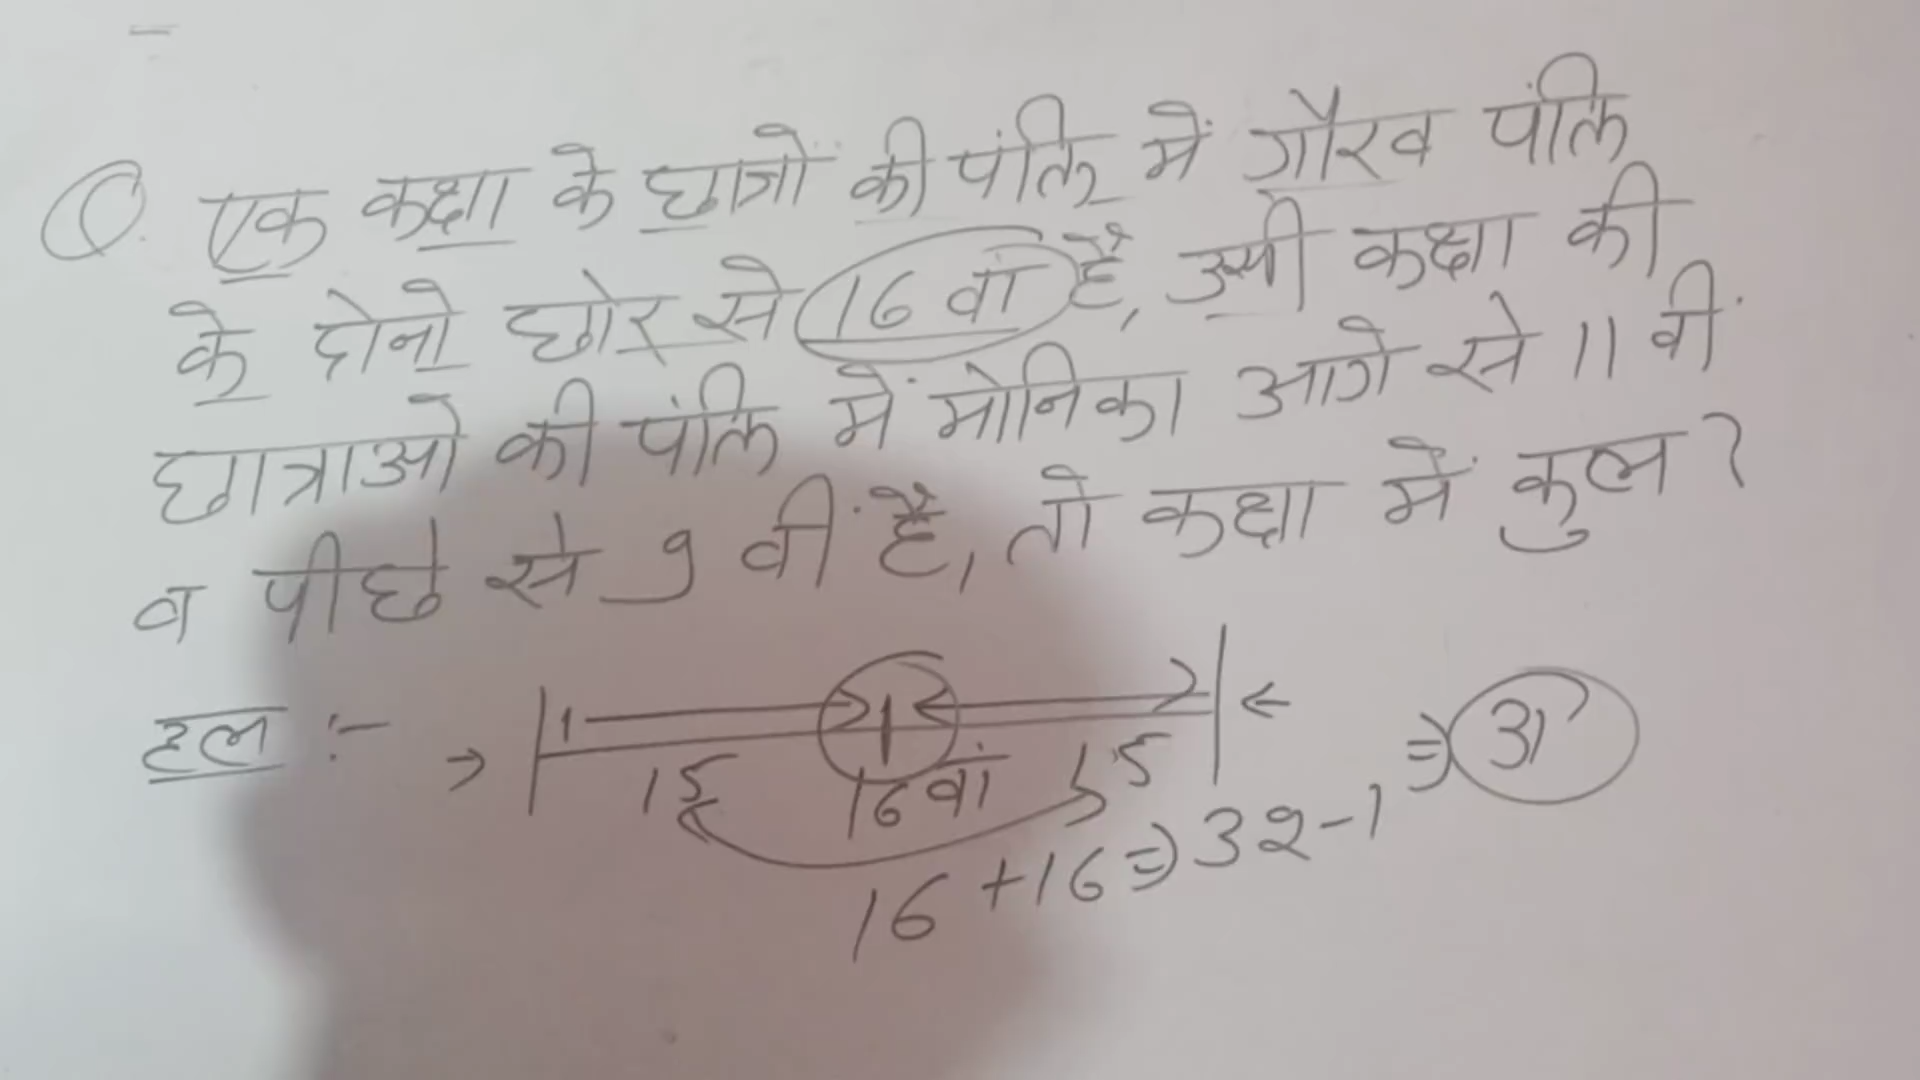 Q. एक कक्षा के छात्रो की पंक्ति में गौरव पंक्ति
के दोनो छोर से 16 वा है, उसी कक्षा की
छात्राओ की पंक्ति में मोनिका आगे से 11 वीं
व पीछे से 9 वीं है, तो कक्षा में कुल ?
हल :-
15 16वां 15
16 + 16 ⇒ 32 - 1 ⇒ 31